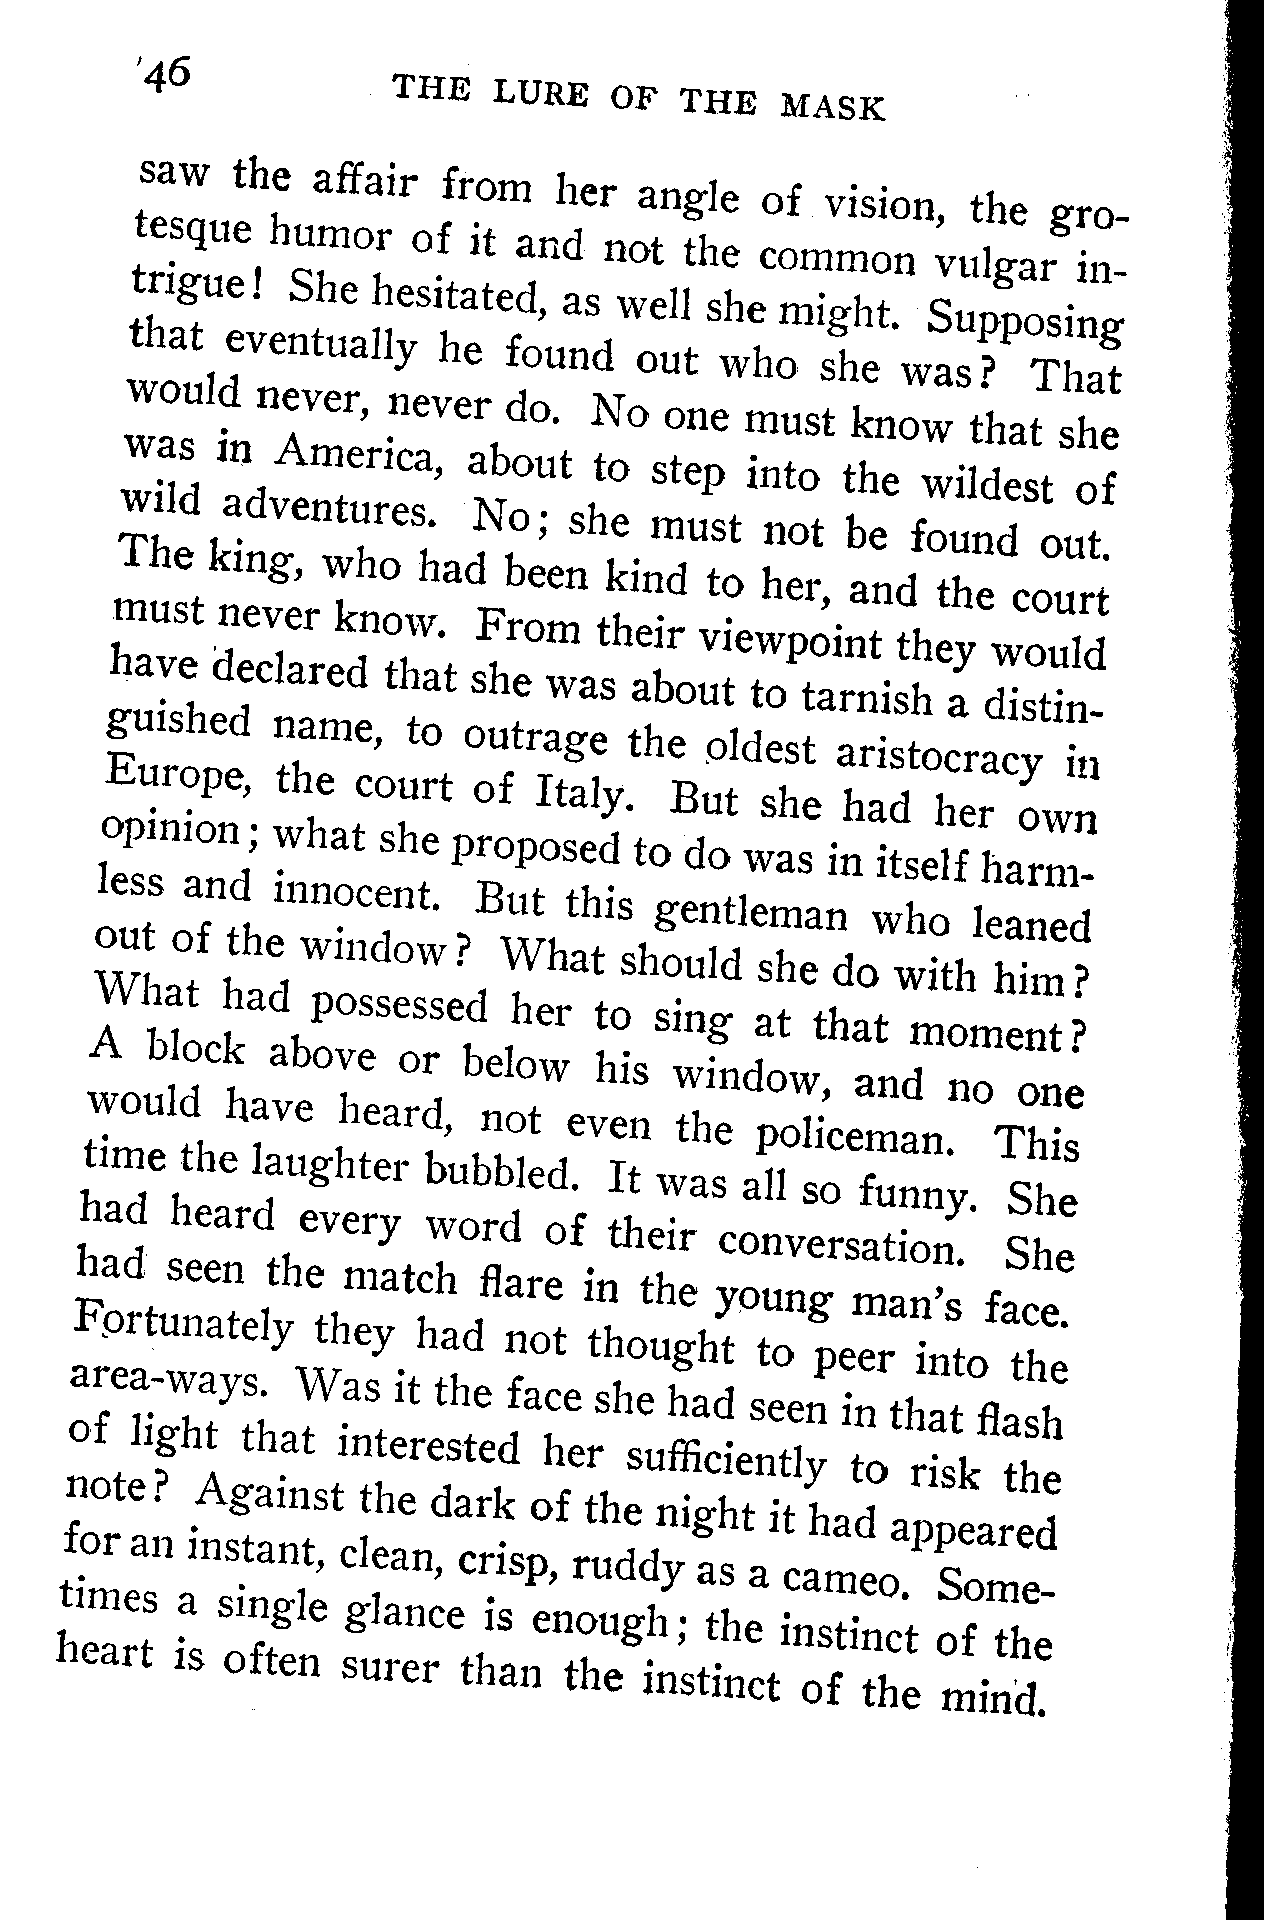 46
THE LURE OF THE MASK
saw the affair from her angle of vision, the gro-
tesque humor of it and not the common vulgar in-
trigue! She hesitated, as well she might. Supposing
that eventually he found out who she was? That
would never, never do. No one must know that she
was in America, about to step into the wildest of
wild adventures. No; she must not be found out.
The king, who had been kind to her, and the court
must never know. From their viewpoint they would
have declared that she was about to tarnish a distin-
guished name, to outrage the oldest aristocracy in
Europe, the court of Italy. But she had her own
opinion; what she proposed to do was in itself harm-
less and innocent. But this gentleman who leaned
out of the window? What should she do with him?
What had possessed her to sing at that moment?
A block above or below his window, and no one
would have heard, not even the policeman. This
time the laughter bubbled. It was all so funny. She
had heard every word of their conversation. She
had seen the match flare in the young man's face.
Fortunately they had not thought to peer into the
area-ways. Was it the face she had seen in that flash
of light that interested her sufficiently to risk the
note? Against the dark of the night it had appeared
for an instant, clean, crisp, ruddy as a cameo. Some-
times a single glance is enough; the instinct of the
heart is often surer than the instinct of the mind.